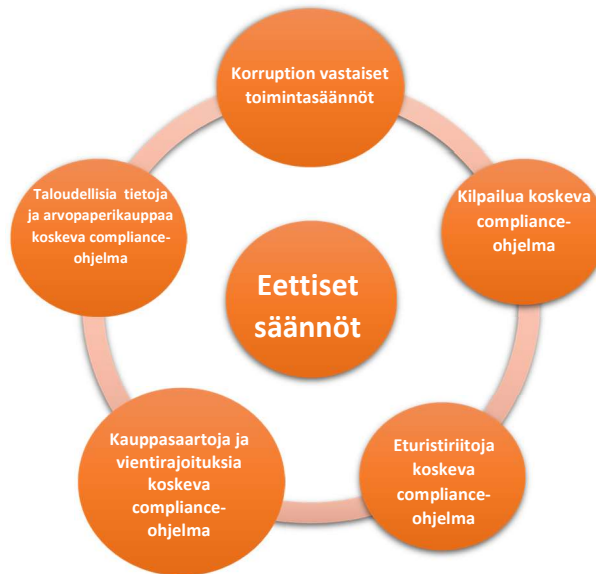 Korruption vastaiset
toimintasäännöt
Kilpailua koskeva
compliance-
ohjelma
Eturistiriitoja
koskeva
compliance-
ohjelma
Kauppasaartoja ja
vientirajoituksia
koskeva
compliance-
ohjelma
Taloudellisia tietoja
ja arvopaperikauppaa
koskeva compliance-
ohjelma
Eettiset
säännöt